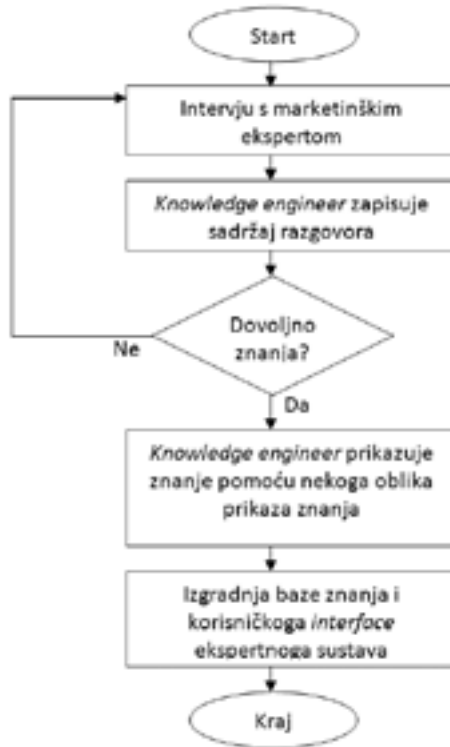 Start
Intervju s marketinškim
ekspertom
Knowledge engineer zapisuje
sadržaj razgovora
Dovoljno
znanja?
Ne
Da
Knowledge engineer prikazuje
znanje pomoću nekoga oblika
prikaza znanja
Izgradnja baze znanja i
korisničkoga interface
ekspertnoga sustava
Kraj